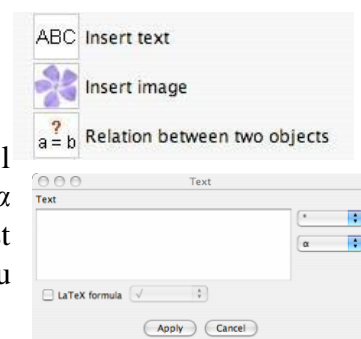 ABC Insert text
Insert image
a ?= b Relation between two objects
l
α
t
u
Text
Text
°
α
LaTeX formula √
Apply Cancel